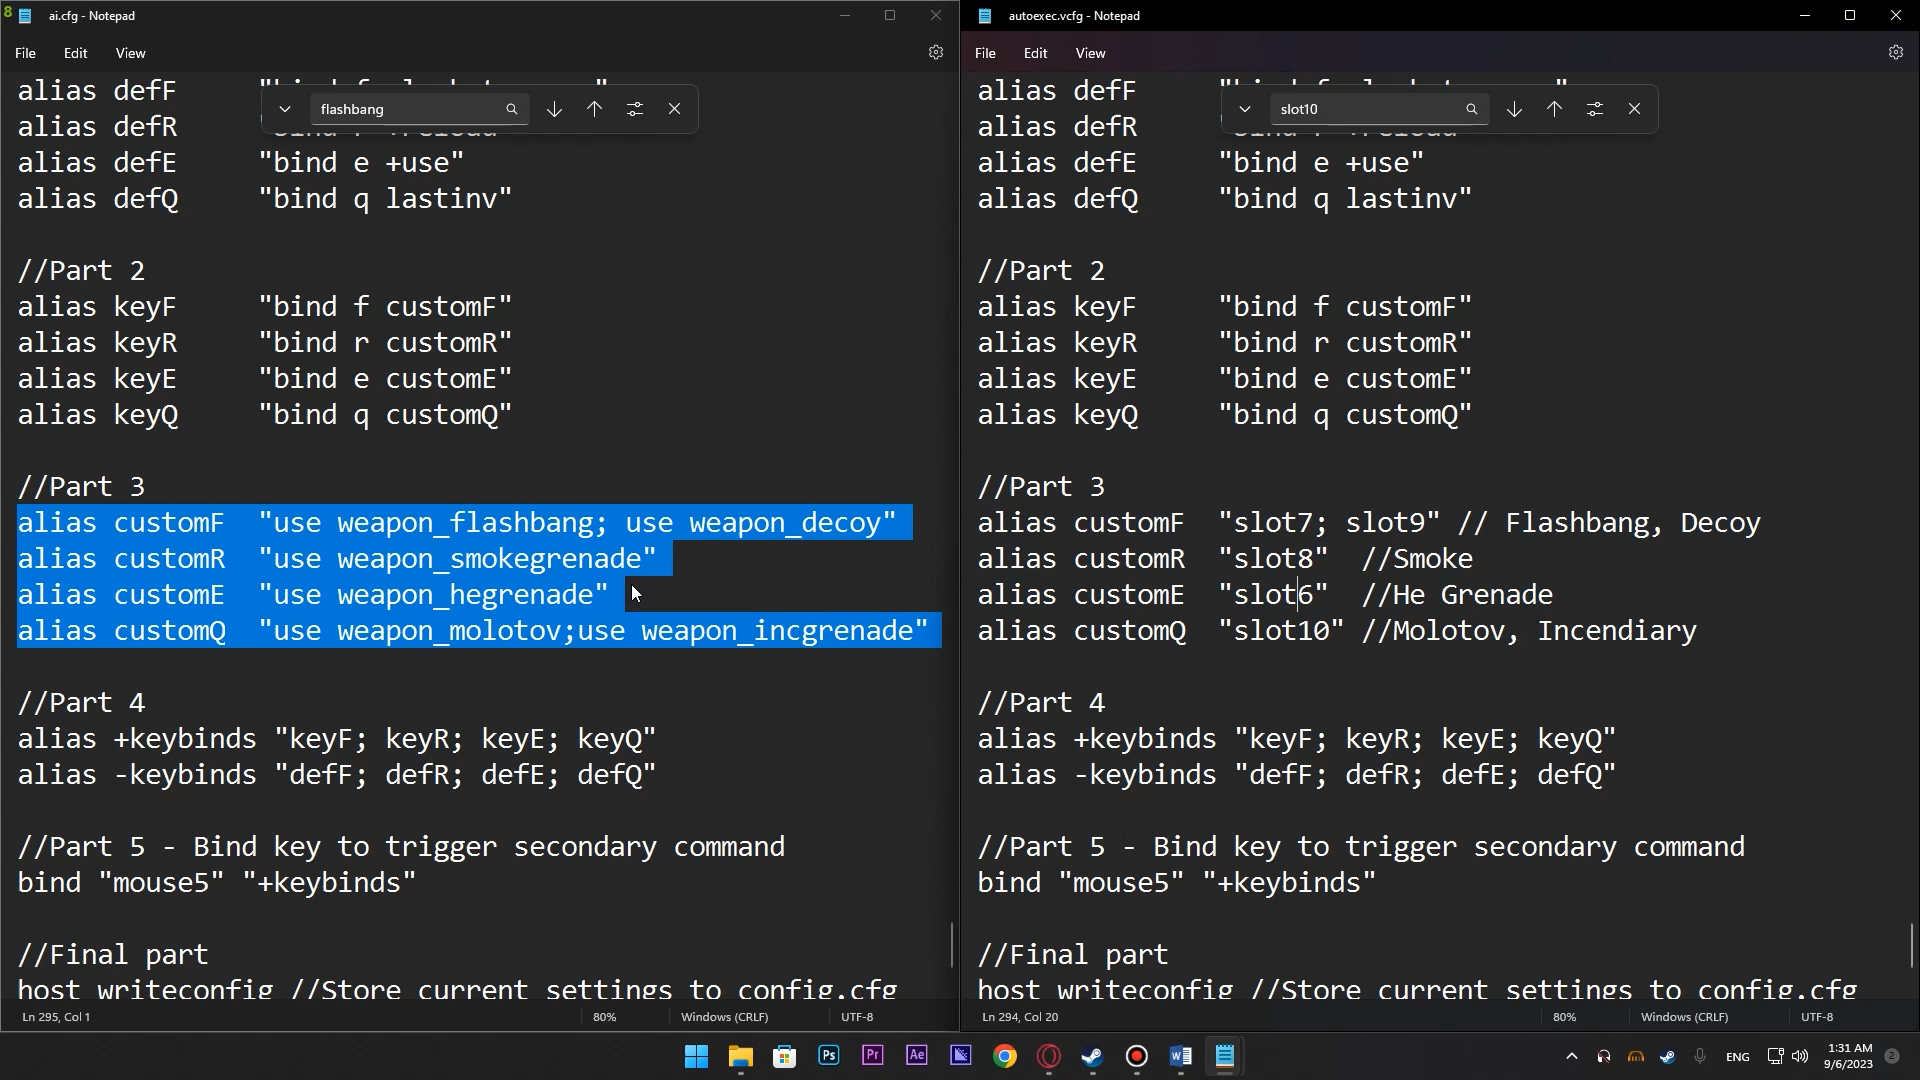 8
ai.cfg - Notepad
File
Edit
View
flashbang
alias defF
alias defR
alias defE "bind e +use"
alias defQ "bind q lastinv"
//Part 2
alias keyF "bind f customF"
alias keyR "bind r customR"
alias keyE "bind e customE"
alias keyQ "bind q customQ"
//Part 3
alias customF "use weapon_flashbang; use weapon_decoy"
alias customR "use weapon_smokegrenade"
alias customE "use weapon_hegrenade"
alias customQ "use weapon_molotov;use weapon_incgrenade"
//Part 4
alias +keybinds "keyF; keyR; keyE; keyQ"
alias -keybinds "defF; defR; defE; defQ"
//Part 5 - Bind key to trigger secondary command
bind "mouse5" "+keybinds"
//Final part
host_writeconfig //Store current settings to config.cfg
Ln 295, Col 1
80%
Windows (CRLF)
UTF-8
autoexec.vcfg - Notepad
File
Edit
View
slot10
alias defF
alias defR
alias defE "bind e +use"
alias defQ "bind q lastinv"
//Part 2
alias keyF "bind f customF"
alias keyR "bind r customR"
alias keyE "bind e customE"
alias keyQ "bind q customQ"
//Part 3
alias customF "slot7; slot9" // Flashbang, Decoy
alias customR "slot8" //Smoke
alias customE "slot6" //He Grenade
alias customQ "slot10" //Molotov, Incendiary
//Part 4
alias +keybinds "keyF; keyR; keyE; keyQ"
alias -keybinds "defF; defR; defE; defQ"
//Part 5 - Bind key to trigger secondary command
bind "mouse5" "+keybinds"
//Final part
host_writeconfig //Store current settings to config.cfg
Ln 294, Col 20
80%
Windows (CRLF)
UTF-8
Ps
Pr
Ae
ENG
1:31 AM
9/6/2023
2